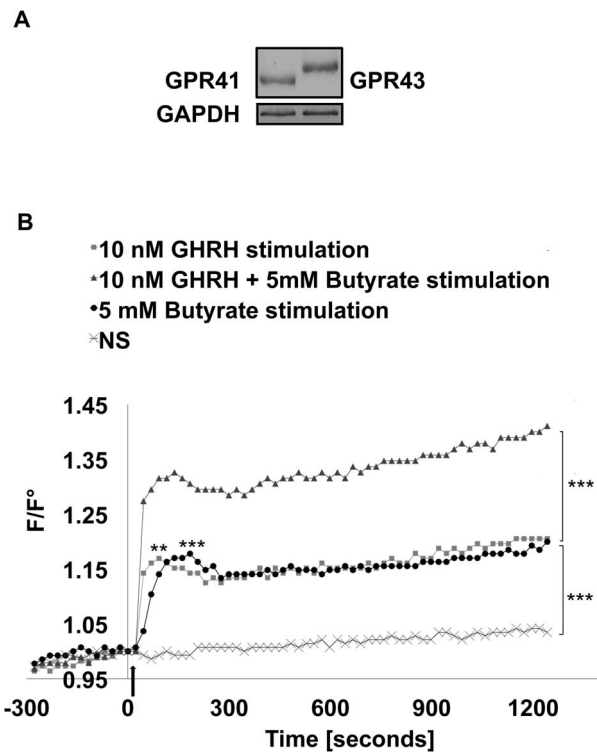 A
GPR41 GPR43
GAPDH
B
10 nM GHRH stimulation
10 nM GHRH + 5mM Butyrate stimulation
5 mM Butyrate stimulation
NS
1.45
1.35
1.25
1.15
1.05
0.95
F/F°
** ***
***
***
-300 0 300 600 900 1200
Time [seconds]